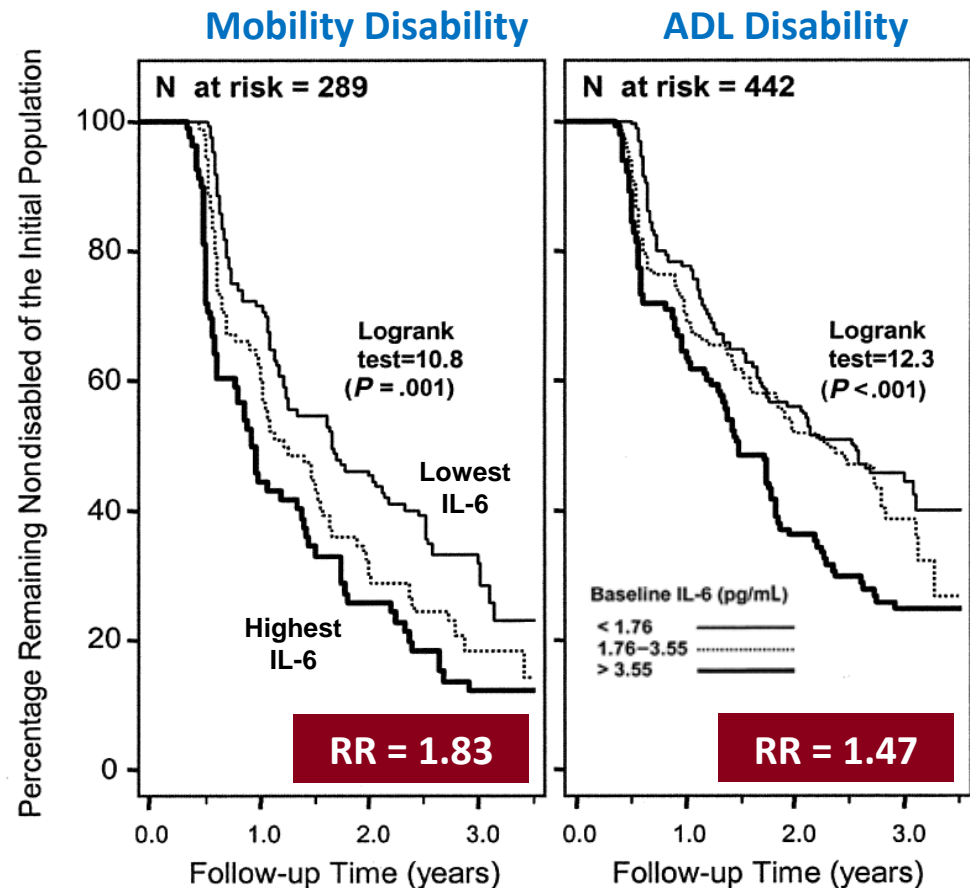 Mobility Disability
ADL Disability
Percentage Remaining Nondisabled of the Initial Population
N at risk = 289
100
80
60
40
20
0
Logrank
test=10.8
(P = .001)
Lowest
IL-6
Highest
IL-6
RR = 1.83
0.0 1.0 2.0 3.0
Follow-up Time (years)
N at risk = 442
Logrank
test=12.3
(P <.001)
Baseline IL-6 (pg/mL)
< 1.76
1.76–3.55
> 3.55
RR = 1.47
0.0 1.0 2.0 3.0
Follow-up Time (years)